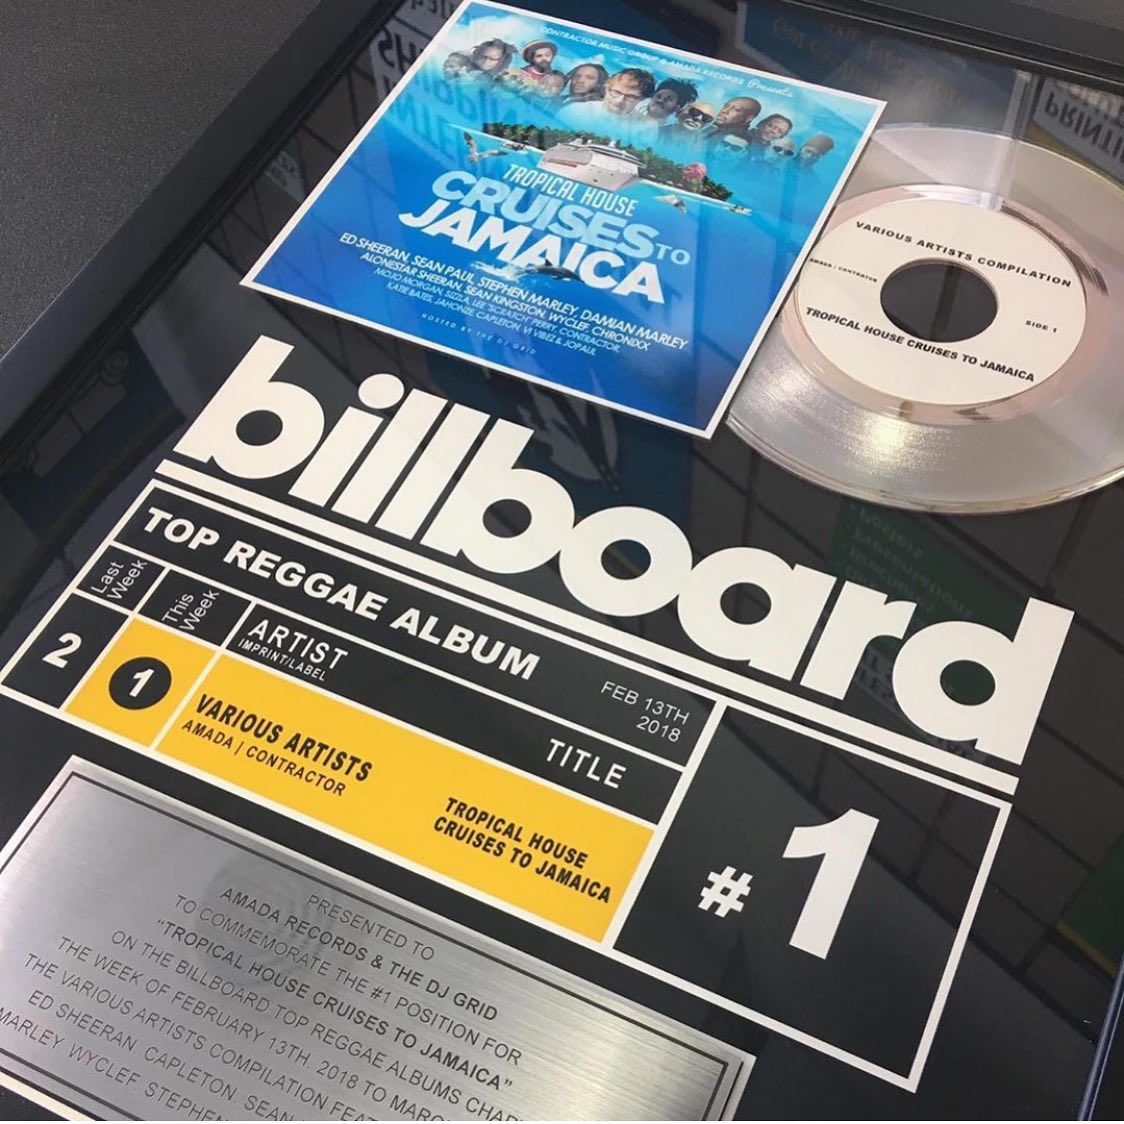 CONTRACTOR MUSIC GROUP & AMADA RECORDS Presents
TROPICAL HOUSE
CRUISES TO
JAMAICA
ED SHEERAN, SEAN PAUL, STEPHEN MARLEY, DAMIAN MARLEY
ALONESTAR SHEERAN, SEAN KINGSTON, WYCLEF, CHRONIXX
MOJO MORGAN, SIZZLA, LEE "SCRATCH" PERRY, CONTRACTOR,
KATIE BATES, JAHONZE, CAPLETON, VI VIBEZ & JOPAUL
HOSTED BY THE DJ GRID
VARIOUS ARTISTS COMPILATION
AMADA / CONTRACTOR
SIDE 1
TROPICAL HOUSE CRUISES TO JAMAICA
billboard
TOP REGGAE ALBUM
FEB 13TH
2018
Last
Week
This
Week
ARTIST
IMPRINT/LABEL
TITLE
2
1
VARIOUS ARTISTS
AMADA | CONTRACTOR
TROPICAL HOUSE
CRUISES TO JAMAICA
#1
PRESENTED TO
AMADA RECORDS & THE DJ GRID
TO COMMEMORATE THE #1 POSITION FOR
"TROPICAL HOUSE CRUISES TO JAMAICA"
ON THE BILLBOARD TOP REGGAE ALBUMS CHAR
THE WEEK OF FEBRUARY 13TH, 2018 TO MARC
THE VARIOUS ARTISTS COMPILATION FEAT
ED SHEERAN, CAPLETON, SEAN
MARLEY, WYCLEF, STEPHEN